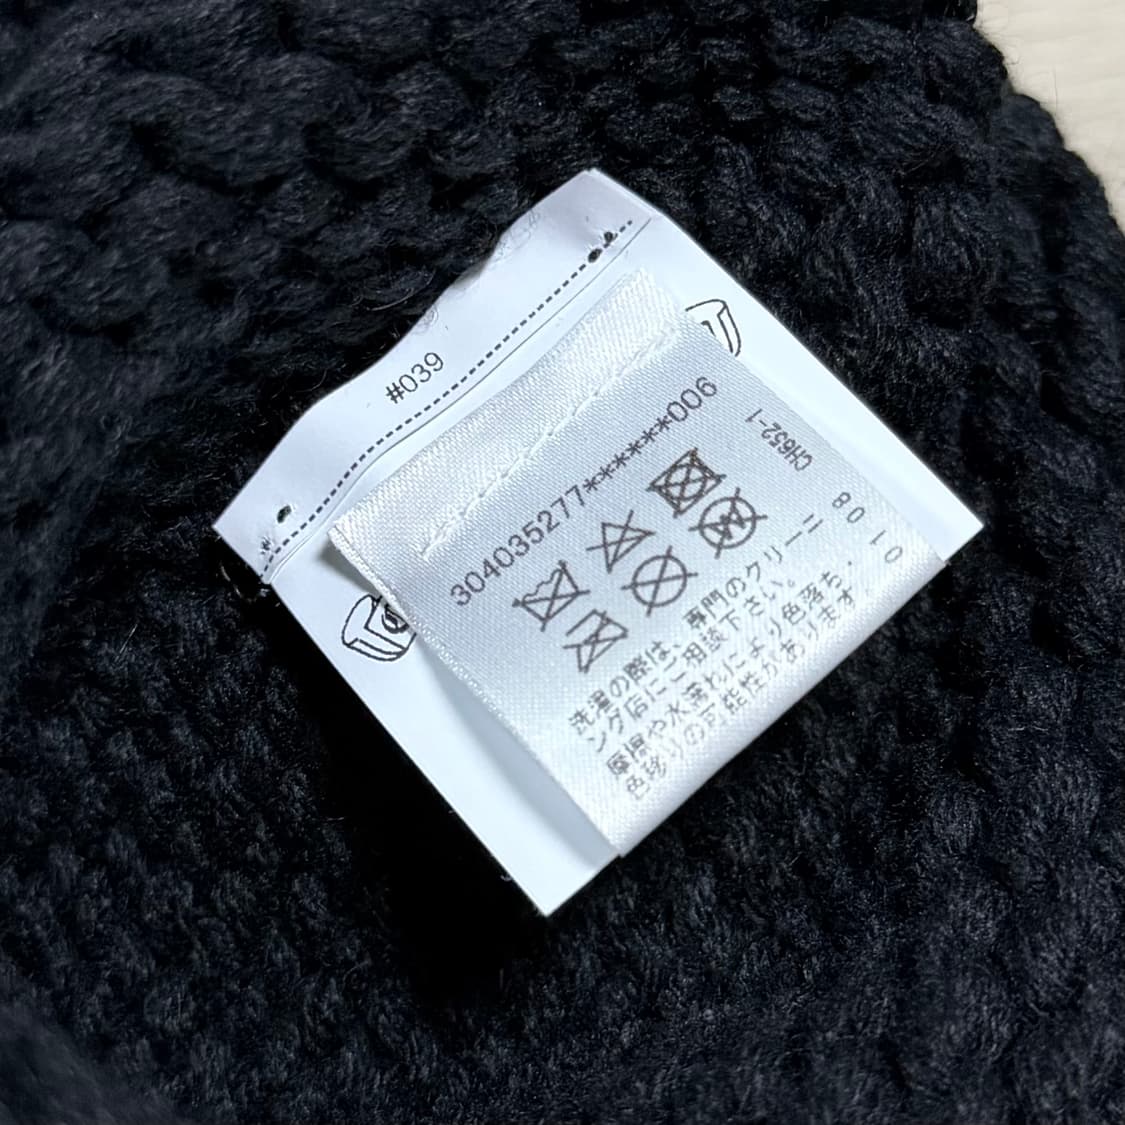 #039
304035277******006
洗濯の際は、専門のクリーニ
ング店にご相談下さい。
摩擦や水濡れにより色落ち・
色移りの可能性があります。
CH652-1
80
10